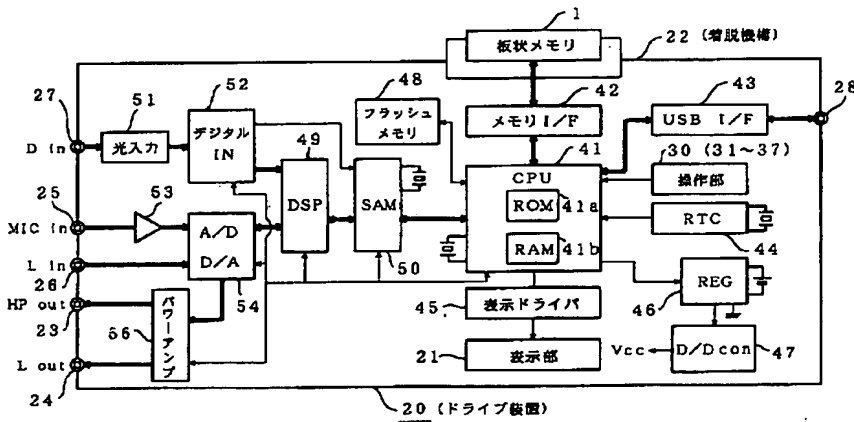 1
板状メモリ
22 (着脱機構)
27
51
52
48
42
43
28
D in
光入力
デジタル
IN
フラッシュ
メモリ
メモリ I/F
USB I/F
49
41
30 (31〜37)
CPU
操作部
25
53
DSP
SAM
ROM
41a
RTC
MIC in
A/D
D/A
RAM
41b
44
L in
26
50
54
REG
HP out
23
56
パワーアンプ
45
表示ドライバ
46
L out
24
21
表示部
Vcc
D/Dcon
47
20 (ドライブ装置)